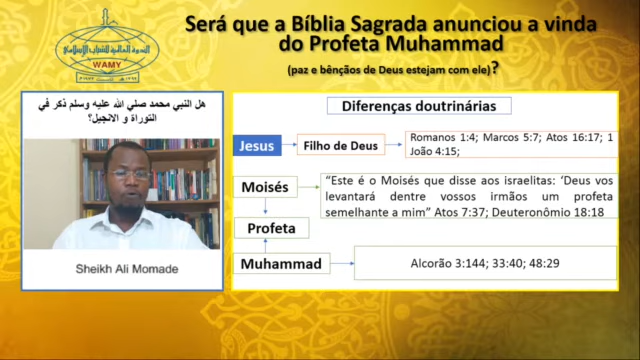 Será que a Bíblia Sagrada anunciou a vinda
do Profeta Muhammad
(paz e bênçãos de Deus estejam com ele)?
WAMY
هل النبي محمد صلي الله عليه وسلم ذكر في
التوراة و الانجيل؟
Sheikh Ali Momade
Diferenças doutrinárias
Jesus
Filho de Deus
Romanos 1:4; Marcos 5:7; Atos 16:17; 1
João 4:15;
Moisés
“Este é o Moisés que disse aos israelitas: ‘Deus vos
levantará dentre vossos irmãos um profeta
semelhante a mim” Atos 7:37; Deuteronômio 18:18
Profeta
Muhammad
Alcorão 3:144; 33:40; 48:29